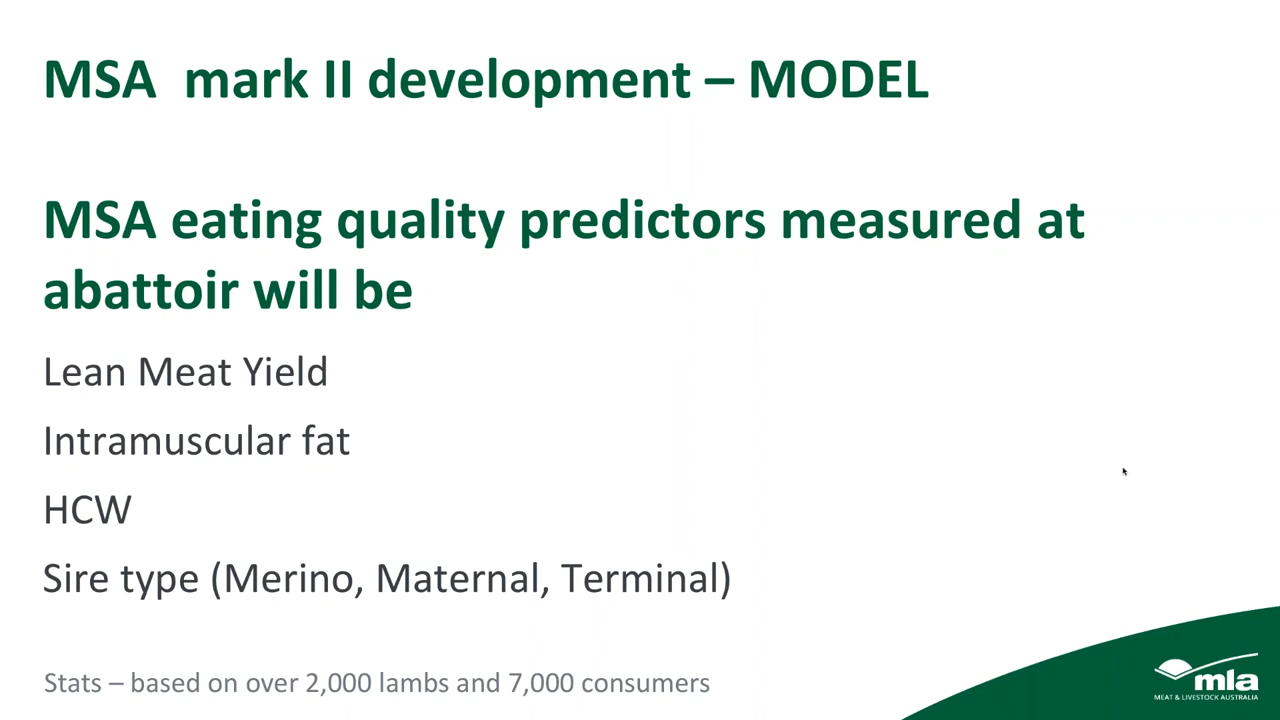 MSA  mark II development – MODEL
MSA eating quality predictors measured at
abattoir will be
Lean Meat Yield
Intramuscular fat
HCW
Sire type (Merino, Maternal, Terminal)
Stats – based on over 2,000 lambs and 7,000 consumers
mla
MEAT & LIVESTOCK AUSTRALIA